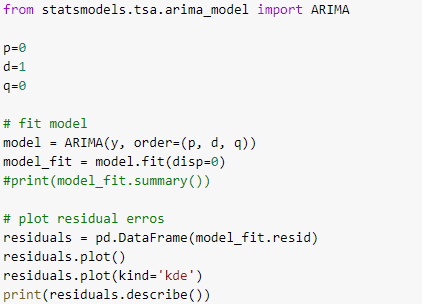 from statsmodels.tsa.arima_model import ARIMA
p=0
d=1
q=0
# fit model
model = ARIMA(y, order=(p, d, q))
model_fit = model.fit(disp=0)
#print(model_fit.summary())
# plot residual erros
residuals = pd.DataFrame(model_fit.resid)
residuals.plot()
residuals.plot(kind='kde')
print(residuals.describe())